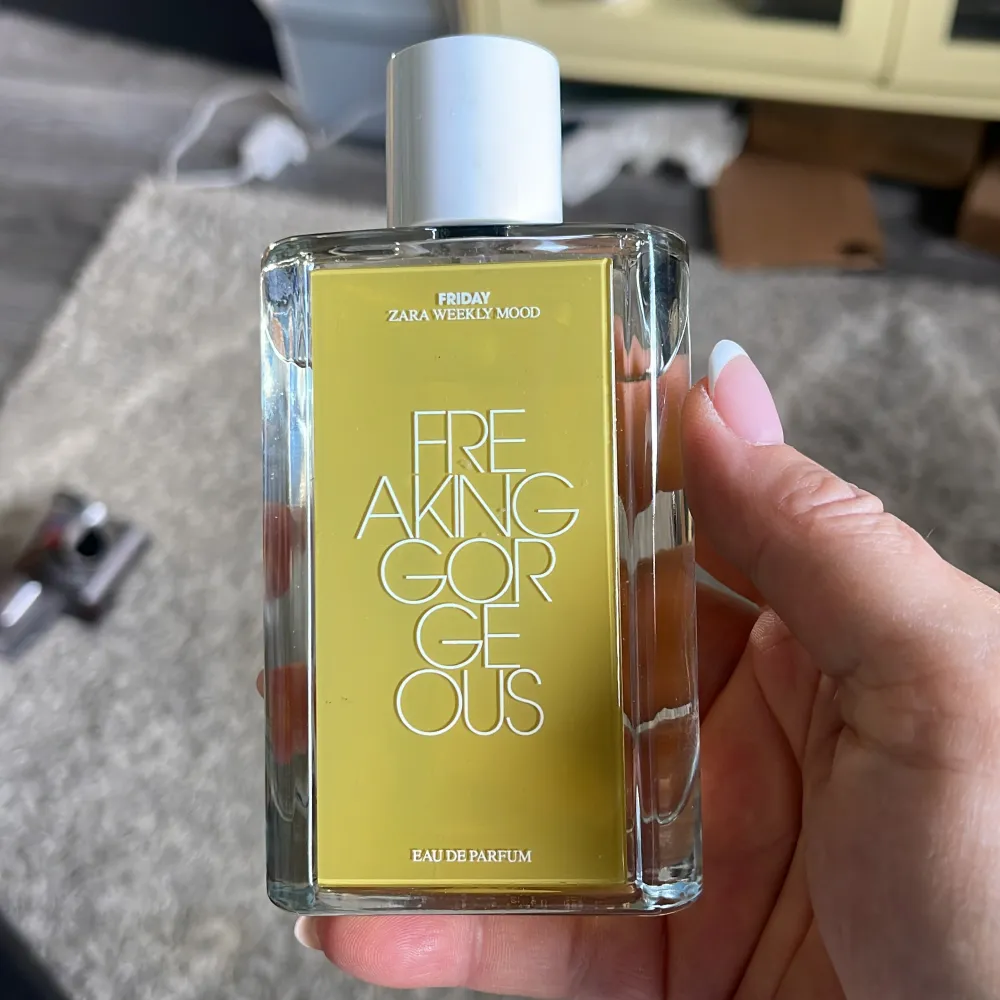 FRIDAY
ZARA WEEKLY MOOD
FRE
AKING
GOR
GE
OUS
EAU DE PARFUM